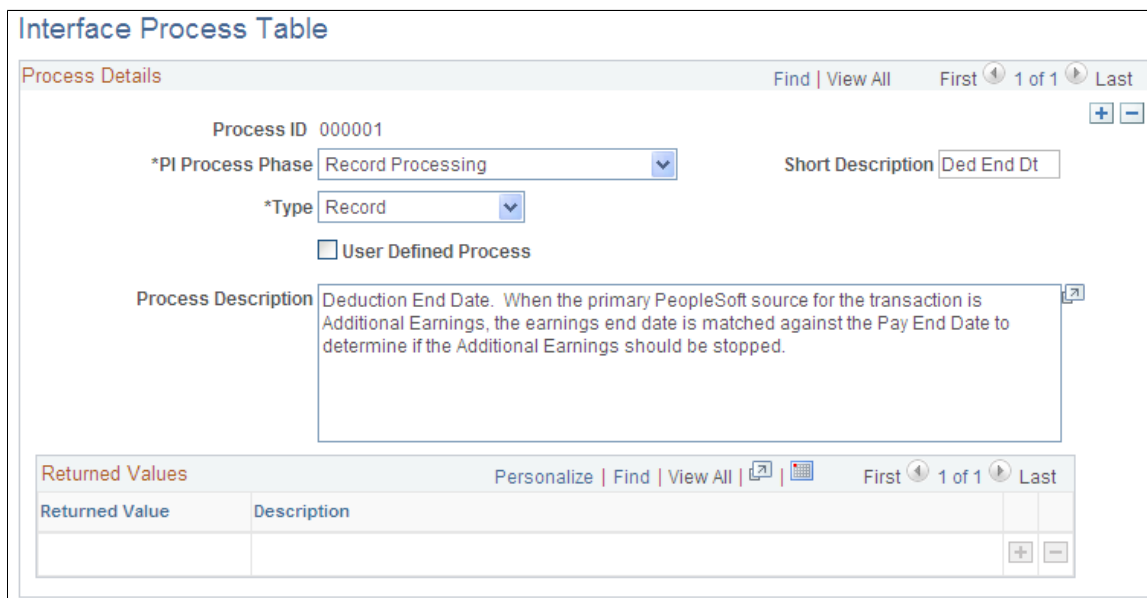 Interface Process Table
Process Details Find | View All First 1 of 1 Last
Process ID 000001
*PI Process Phase Record Processing Short Description Ded End Dt
*Type Record
User Defined Process
Process Description Deduction End Date. When the primary PeopleSoft source for the transaction is
Additional Earnings, the earnings end date is matched against the Pay End Date to
determine if the Additional Earnings should be stopped.
Returned Values Personalize | Find | View All | | First 1 of 1 Last
Returned Value Description